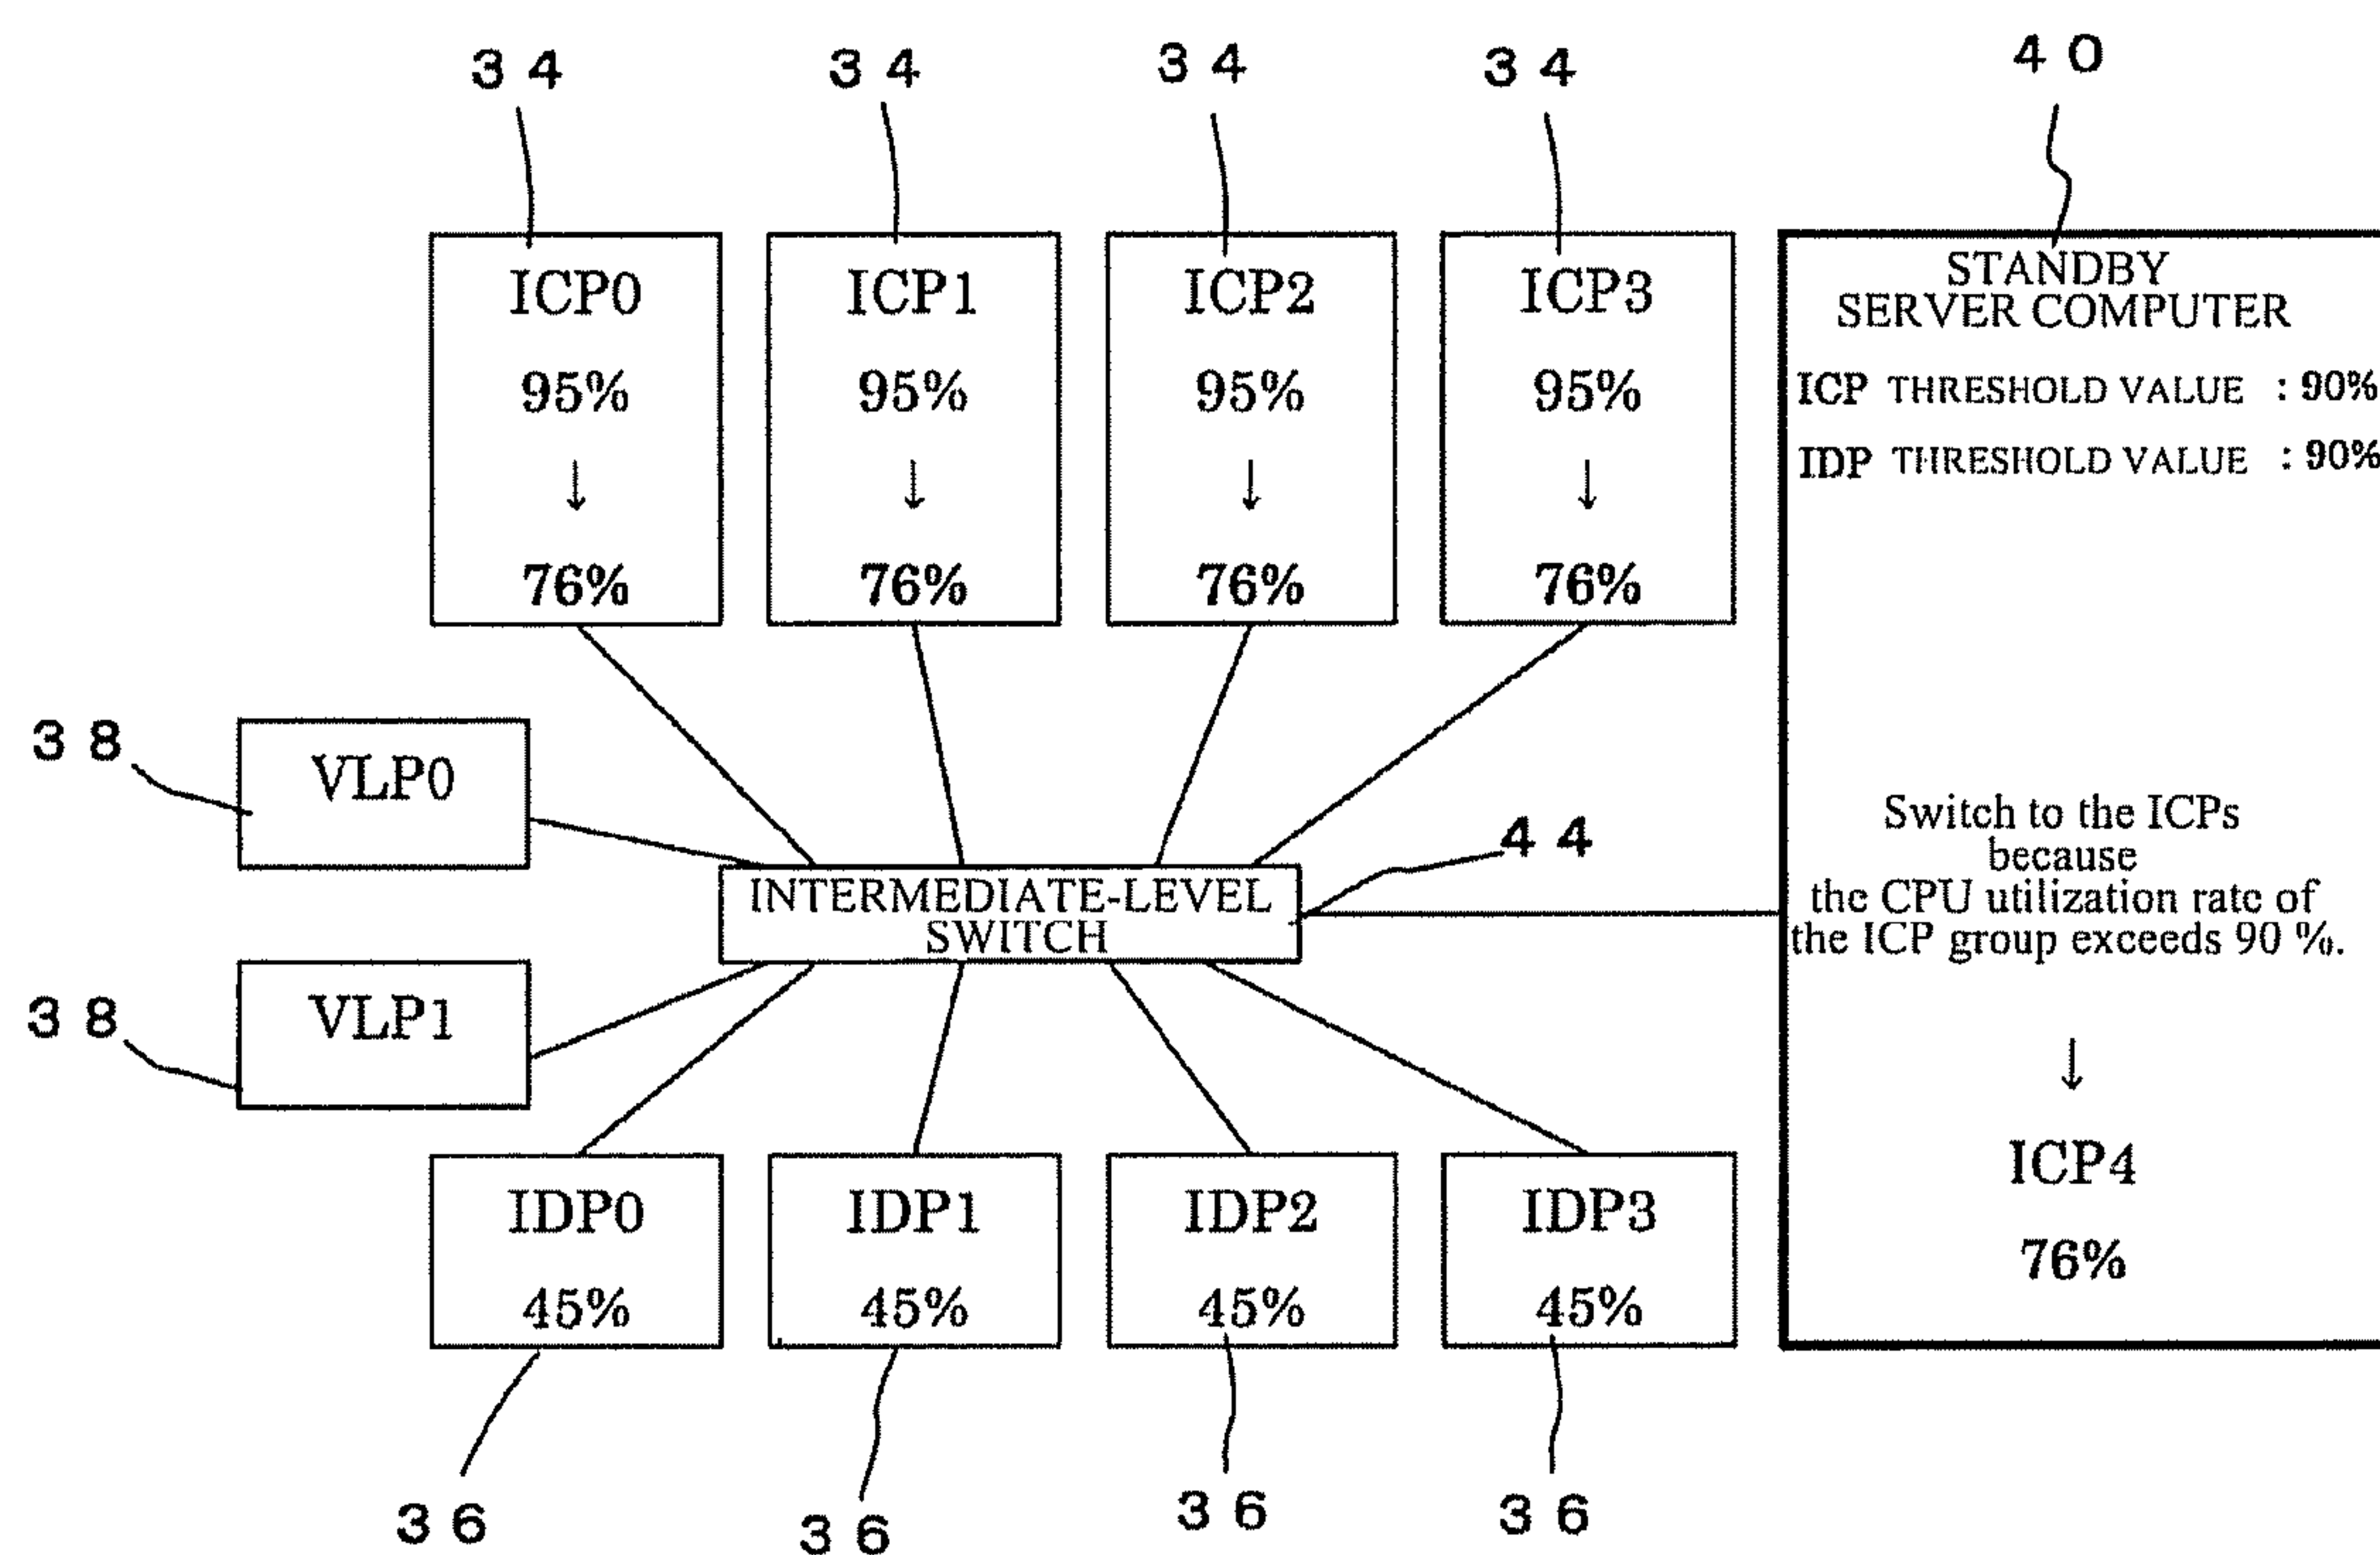 34 34 34 34 40
ICP0
95%
↓
76%
ICP1
95%
↓
76%
ICP2
95%
↓
76%
ICP3
95%
↓
76%
STANDBY
SERVER COMPUTER
ICP THRESHOLD VALUE : 90%
IDP THRESHOLD VALUE : 90%
Switch to the ICPs
because
the CPU utilization rate of
the ICP group exceeds 90 %.
↓
ICP4
76%
38
VLP0
44
INTERMEDIATE-LEVEL
SWITCH
38
VLP1
IDP0
45%
IDP1
45%
IDP2
45%
IDP3
45%
36 36 36 36